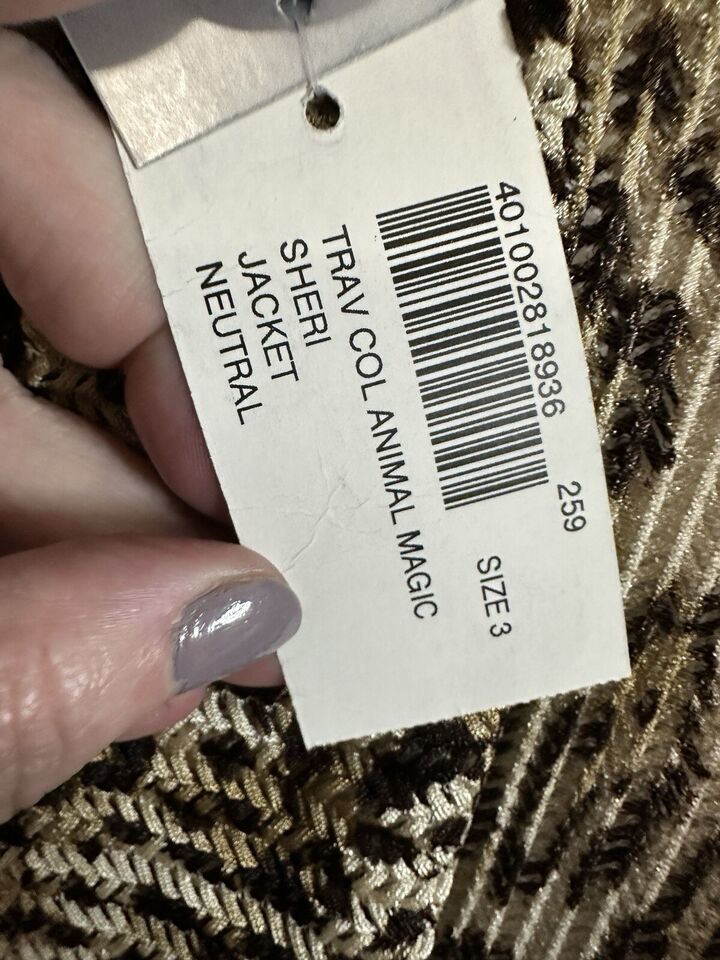 401002818936 259
SIZE 3
TRAV COL ANIMAL MAGIC
SHERI
JACKET
NEUTRAL